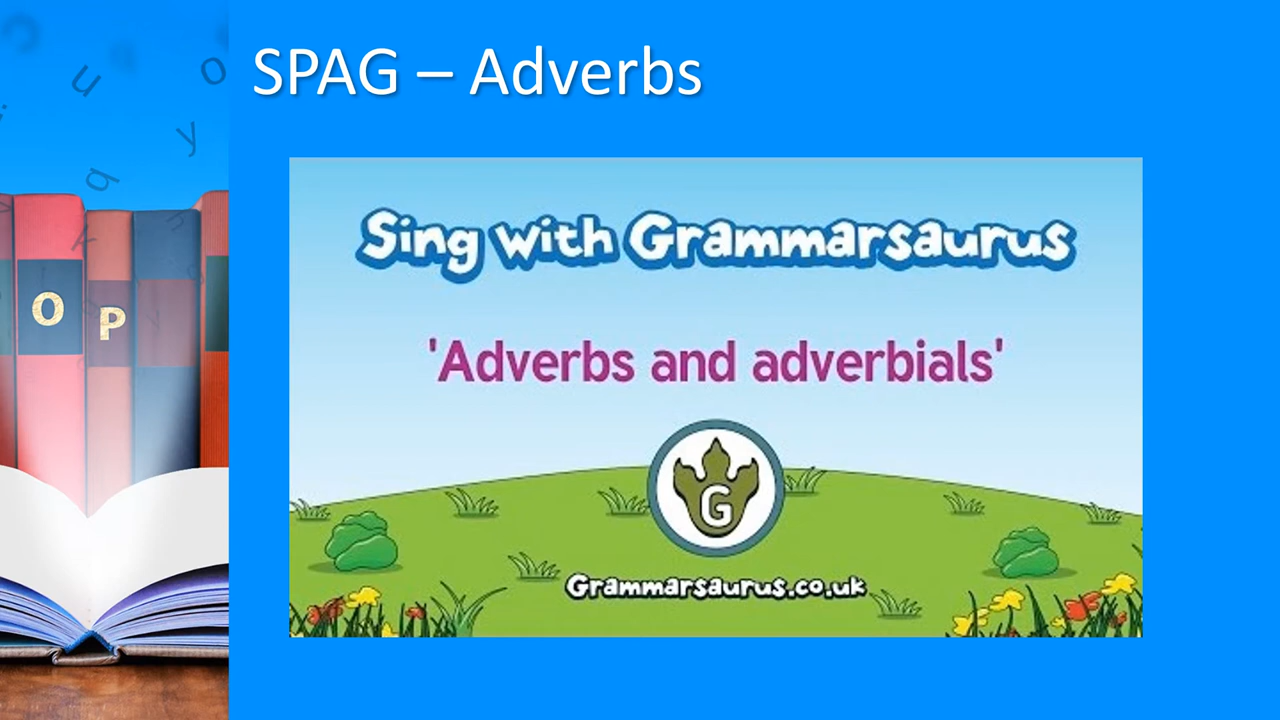 SPAG – Adverbs
Sing with Grammarsaurus
'Adverbs and adverbials'
G
Grammarsaurus.co.uk
O
P
u
o
y
q
k